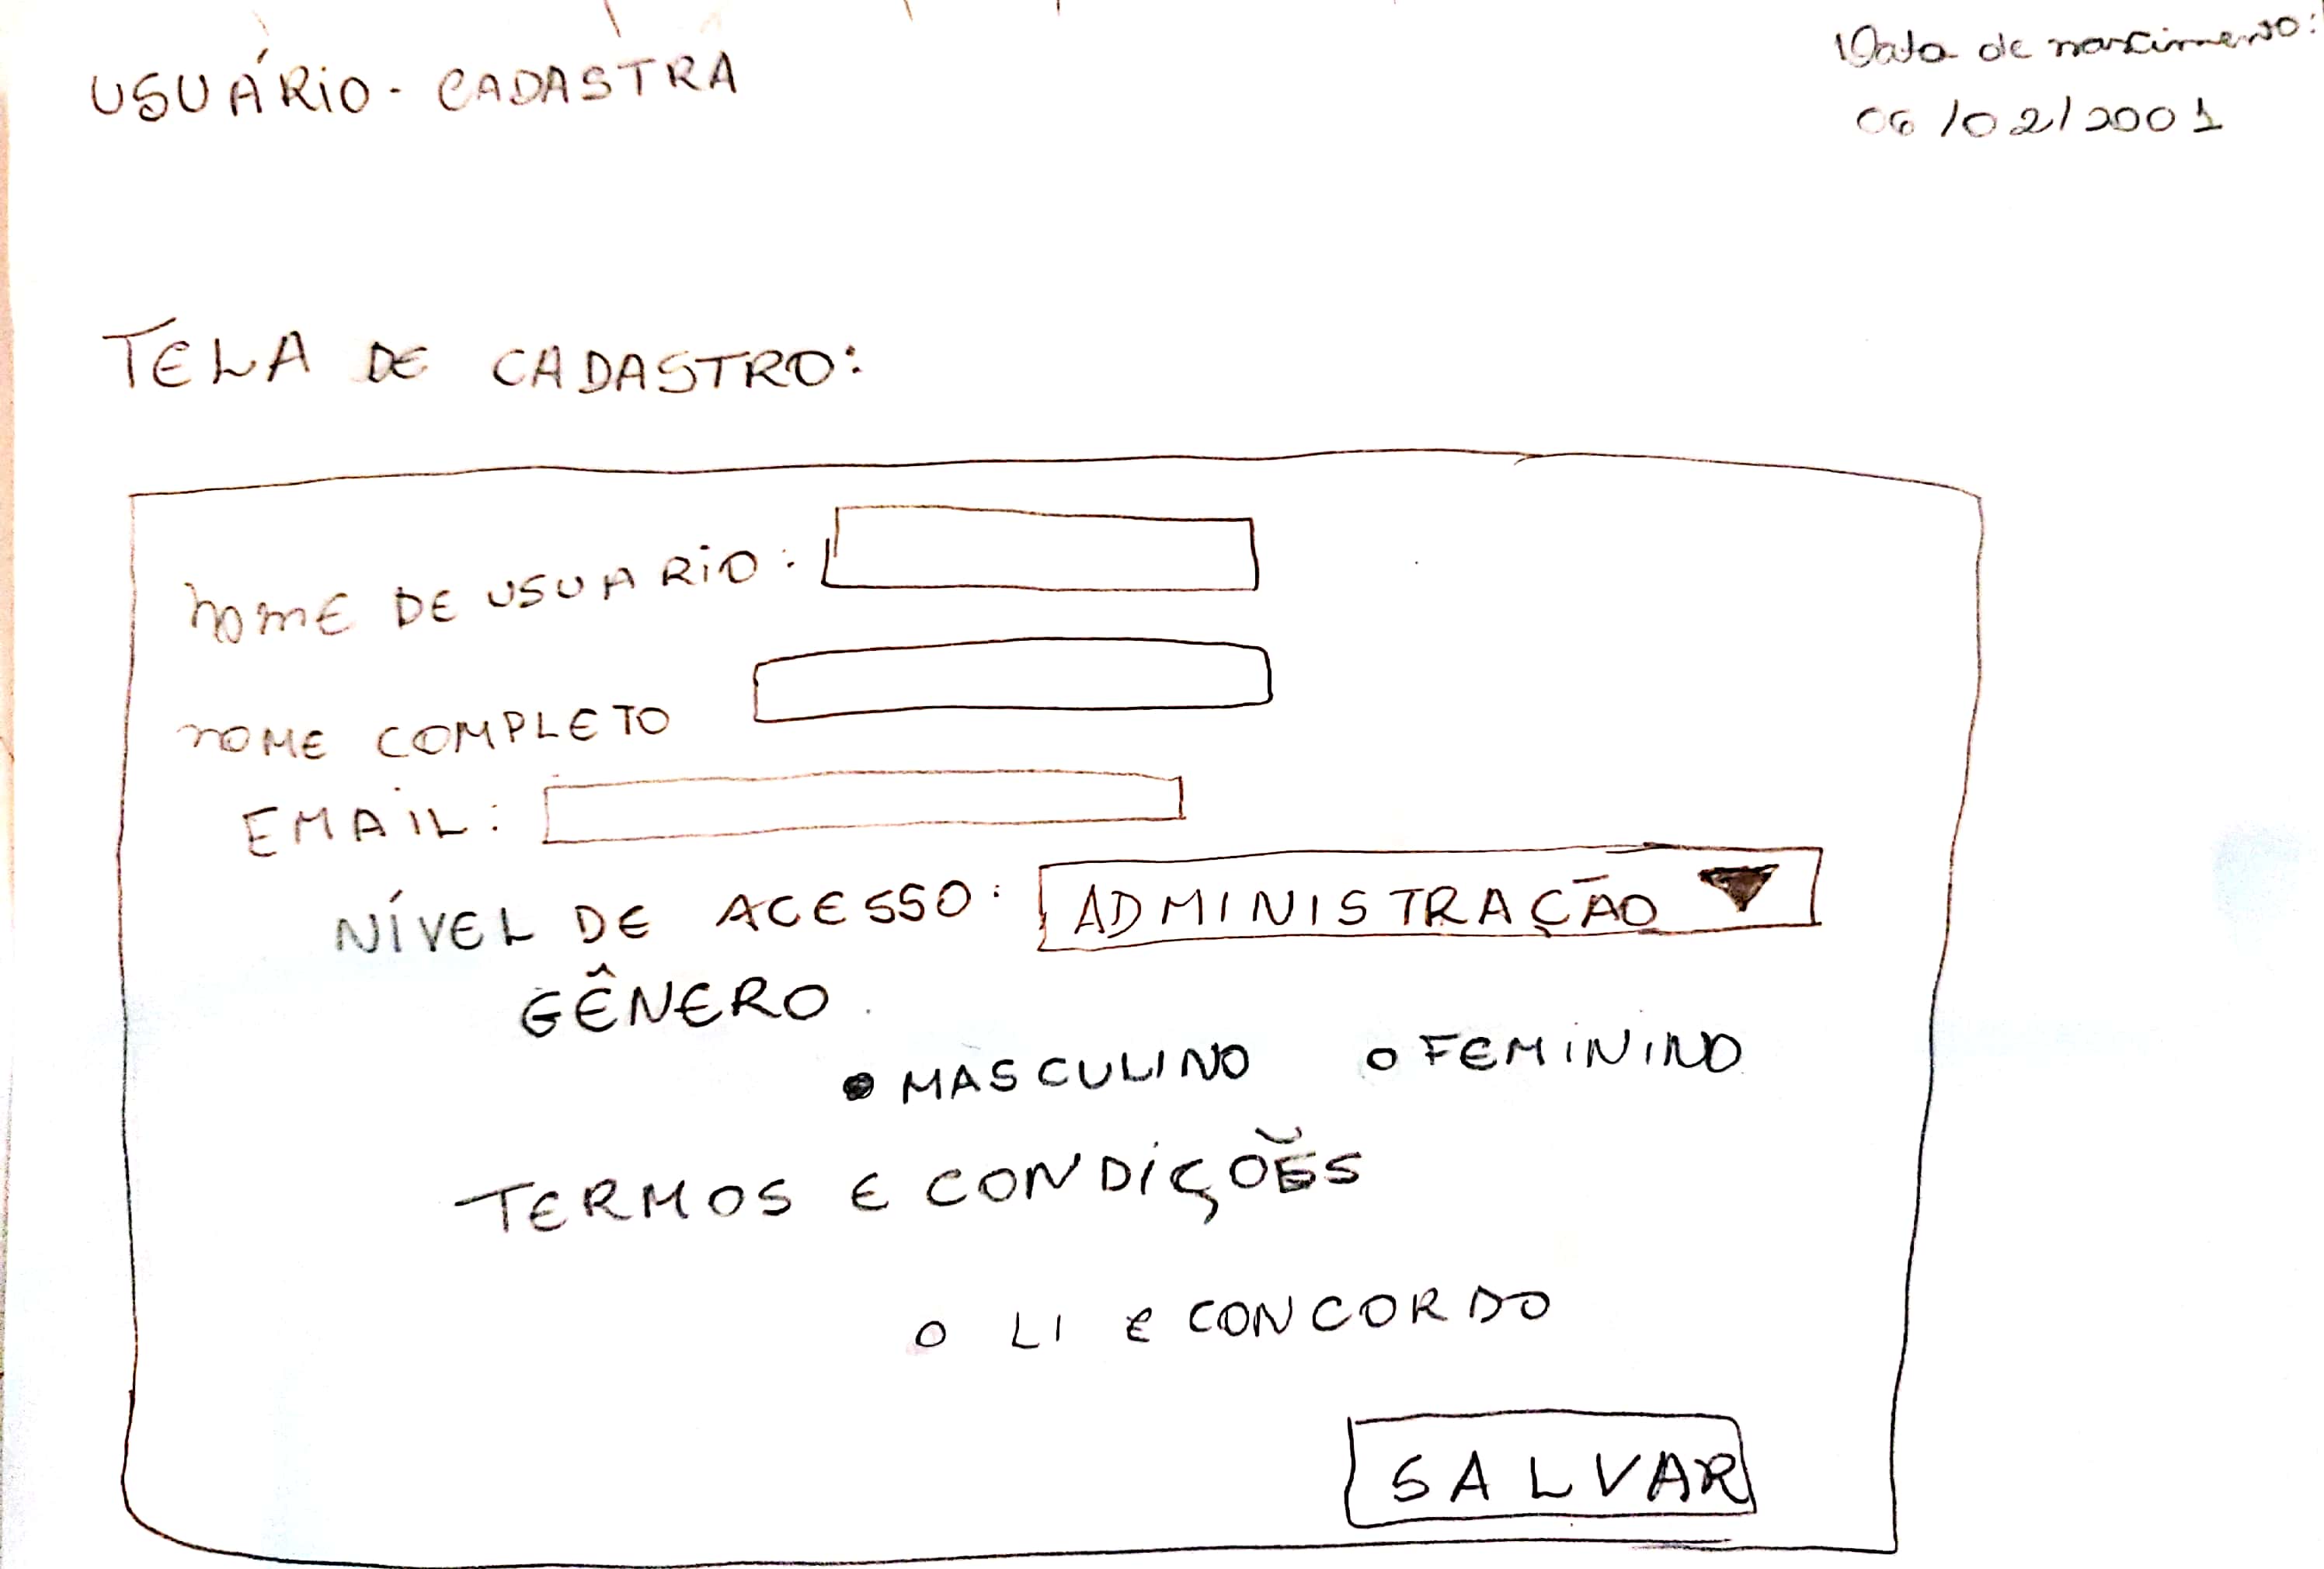 USUÁRIO - CADASTRA
Data de nascimento:
06/02/2001
TELA DE CADASTRO:
NOME DE USUARIO:
NOME COMPLETO
EMAIL:
NÍVEL DE ACESSO: ADMINISTRAÇÃO
GÊNERO
MASCULINO FEMININO
TERMOS E CONDIÇÕES
LI E CONCORDO
SALVAR